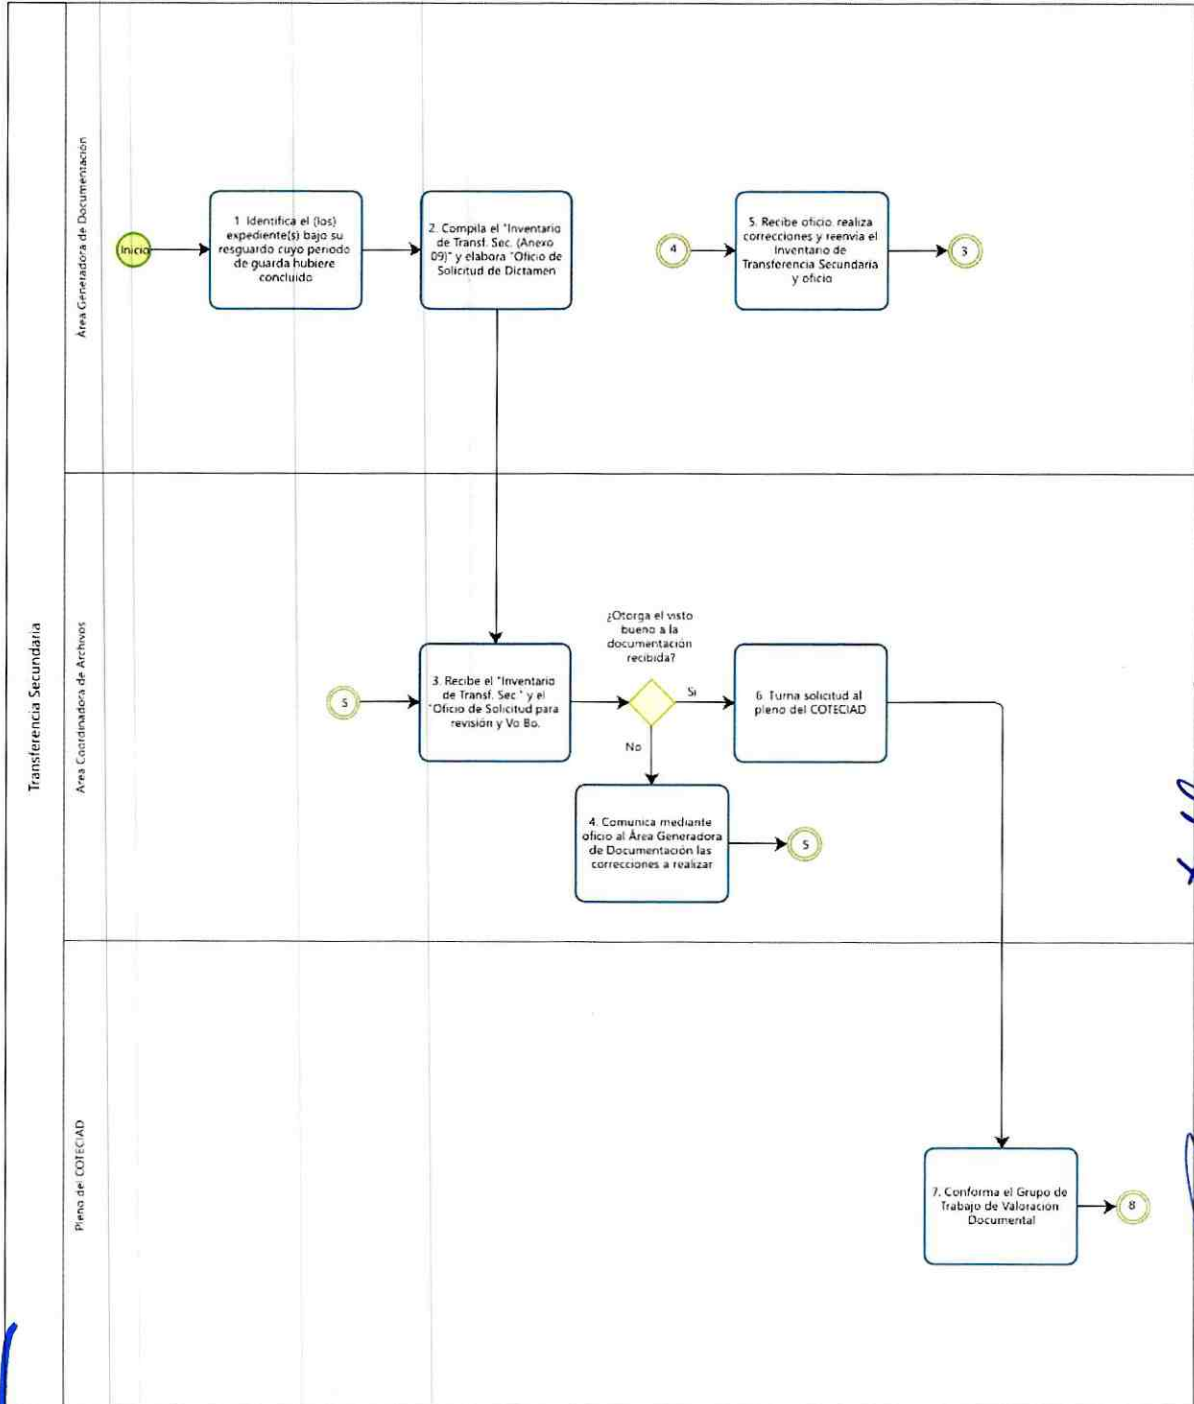 Transferencia Secundaria
Área Generadora de Documentación
Inicio
1 Identifica el (los)
expediente(s) bajo su
resguardo cuyo periodo
de guarda hubiere
concluido
2. Compila el "Inventario
de Transf. Sec. (Anexo
09)" y elabora "Oficio de
Solicitud de Dictamen
4
5. Recibe oficio realiza
correcciones y reenvia el
Inventario de
Transferencia Secundaria
y oficio
3
Area Coordinadora de Archivos
5
3. Recibe el "Inventario
de Transf. Sec " y el
"Oficio de Solicitud para
revisión y Vo Bo.
¿Otorga el visto
bueno a la
documentación
recibida?
Si
No
6. Turna solicitud al
pleno del COTECIAD
4. Comunica mediante
oficio al Área Generadora
de Documentación las
correcciones a realizar
5
Pleno del COTECIAD
7. Conforma el Grupo de
Trabajo de Valoracion
Documental
8